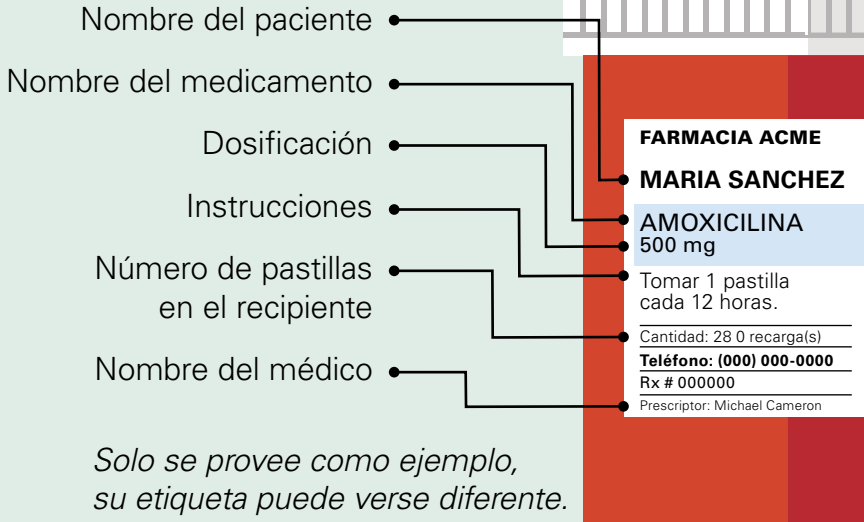 Nombre del paciente
Nombre del medicamento
Dosificación
Instrucciones
Número de pastillas
en el recipiente
Nombre del médico
Solo se provee como ejemplo,
su etiqueta puede verse diferente.
FARMACIA ACME
MARIA SANCHEZ
AMOXICILINA
500 mg
Tomar 1 pastilla
cada 12 horas.
Cantidad: 28 0 recarga(s)
Teléfono: (000) 000-0000
Rx # 000000
Prescriptor: Michael Cameron